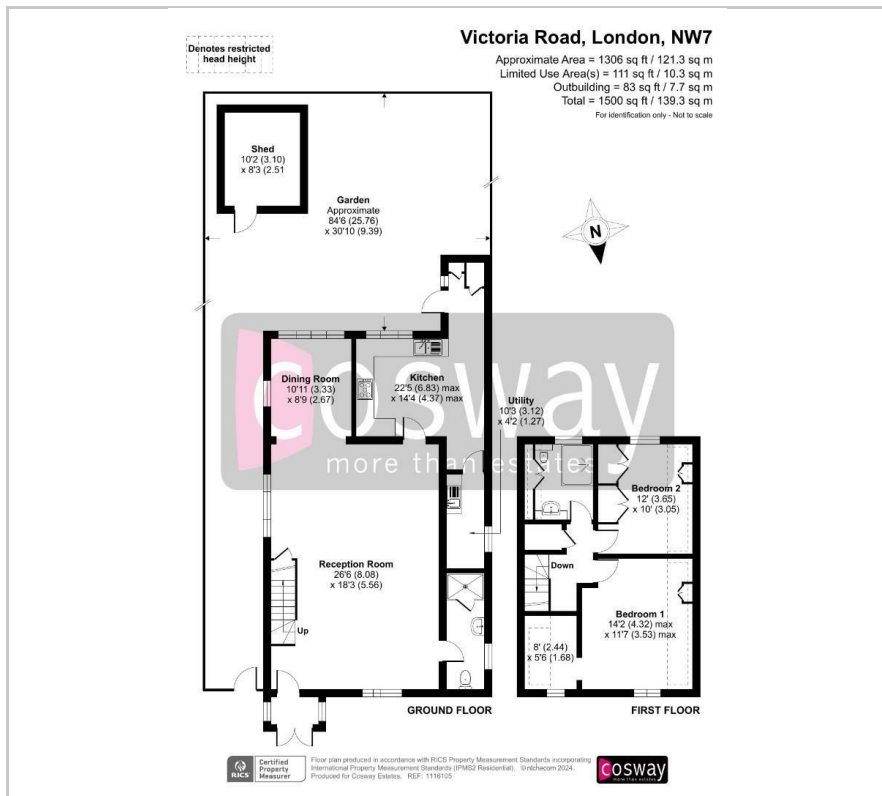 Denotes restricted
head height
Victoria Road, London, NW7
Approximate Area = 1306 sq ft / 121.3 sq m
Limited Use Area(s) = 111 sq ft / 10.3 sq m
Outbuilding = 83 sq ft / 7.7 sq m
Total = 1500 sq ft / 139.3 sq m
For identification only - Not to scale
Shed
10'2 (3.10)
x 8'3 (2.51
Garden
Approximate
84'6 (25.76)
x 30'10 (9.39)
N
cosway
more than estates
Dining Room
10'11 (3.33)
x 8'9 (2.67)
Kitchen
22'5 (6.83) max
x 14'4 (4.37) max
Utility
10'3 (3.12)
x 4'2 (1.27)
Bedroom 2
12' (3.65)
x 10' (3.05)
Reception Room
26'6 (8.08)
x 18'3 (5.56)
Up
Down
Bedroom 1
14'2 (4.32) max
x 11'7 (3.53) max
8' (2.44)
x 5'6 (1.68)
GROUND FLOOR
FIRST FLOOR
RICS
Certified
Property
Measurer
Floor plan produced in accordance with RICS Property Measurement Standards incorporating
International Property Measurement Standards (IPMS2 Residential). ©nichecom 2024.
Produced for Cosway Estates. REF: 1116105
cosway
more than estates